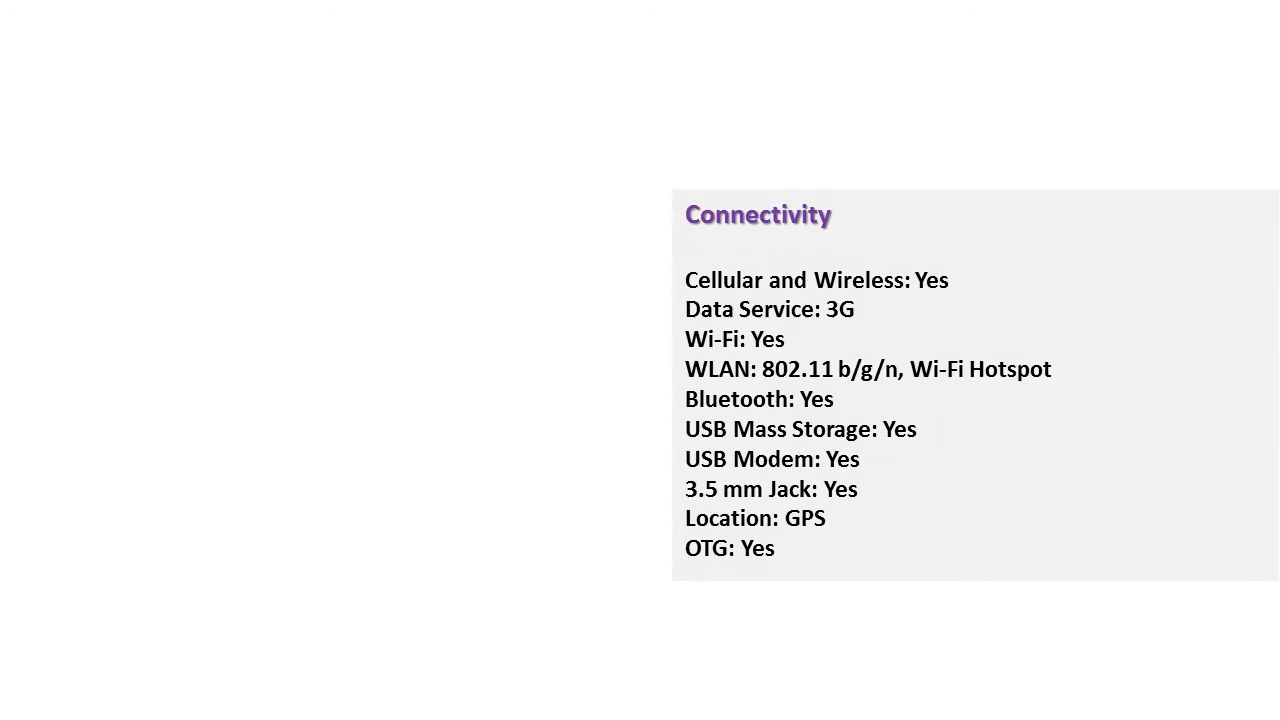 Connectivity
Cellular and Wireless: Yes
Data Service: 3G
Wi-Fi: Yes
WLAN: 802.11 b/g/n, Wi-Fi Hotspot
Bluetooth: Yes
USB Mass Storage: Yes
USB Modem: Yes
3.5 mm Jack: Yes
Location: GPS
OTG: Yes